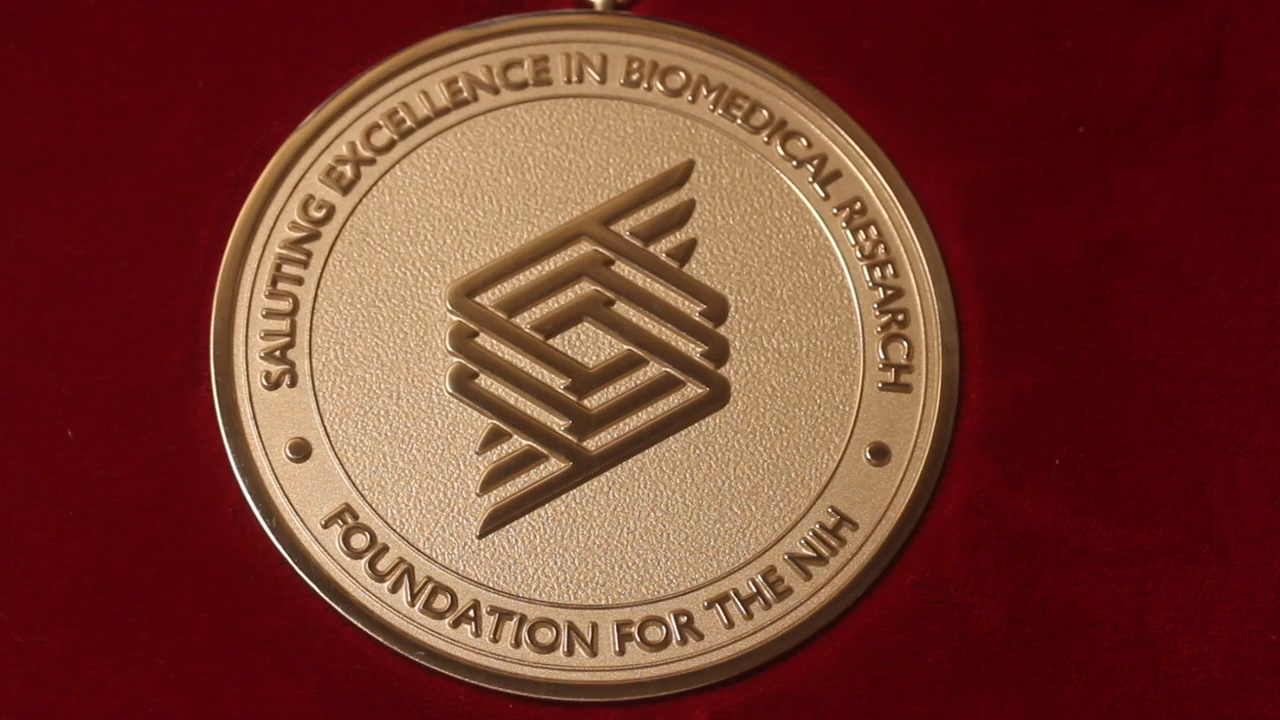 SALUTING EXCELLENCE IN BIOMEDICAL RESEARCH
FOUNDATION FOR THE NIH